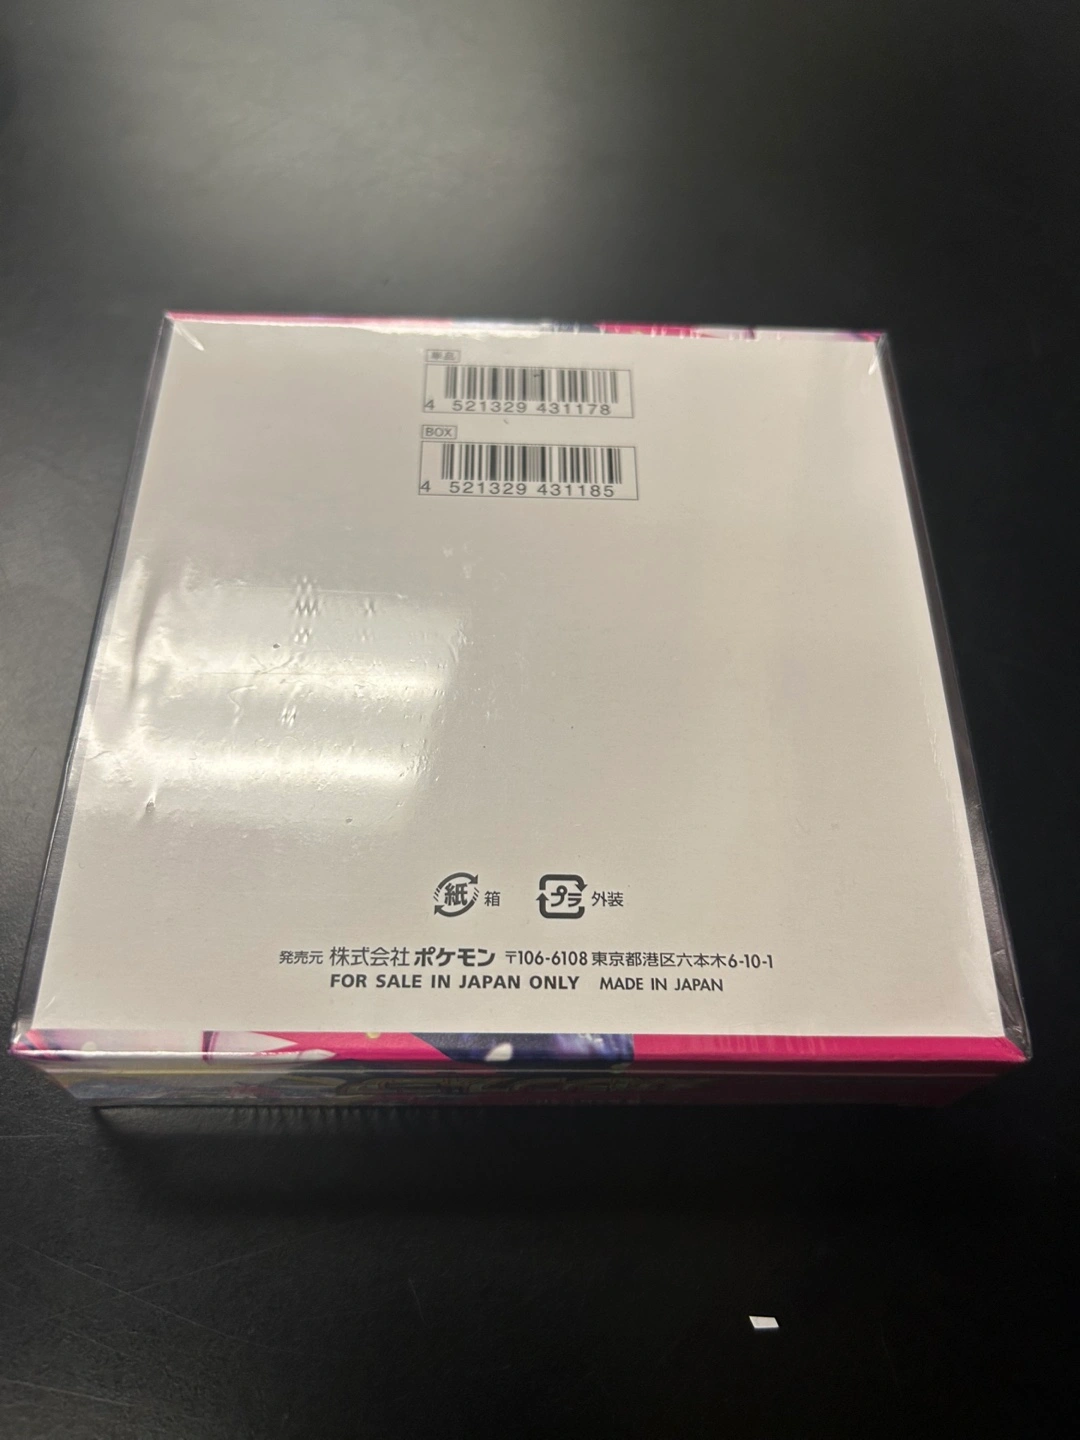 単品
4 521329 431178
BOX
4 521329 431185
紙 箱 プラ 外装
発売元 株式会社ポケモン 〒106-6108 東京都港区六本木6-10-1
FOR SALE IN JAPAN ONLY MADE IN JAPAN